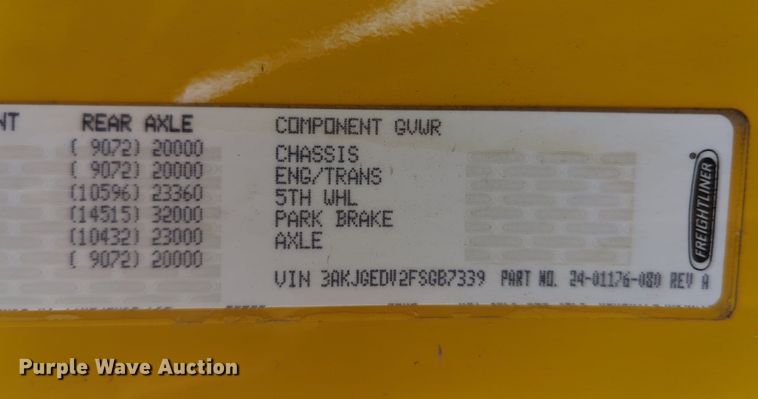 NT REAR AXLE COMPONENT GVWR
( 9072) 20000 CHASSIS
( 9072) 20000 ENG/TRANS
(10596) 23360 5TH WHL
(14515) 32000 PARK BRAKE
(10432) 23000 AXLE
( 9072) 20000
VIN 3AKJGEDV2FSGB7339 PART NO. 24-01176-080 REV A
FREIGHTLINER
Purple Wave Auction